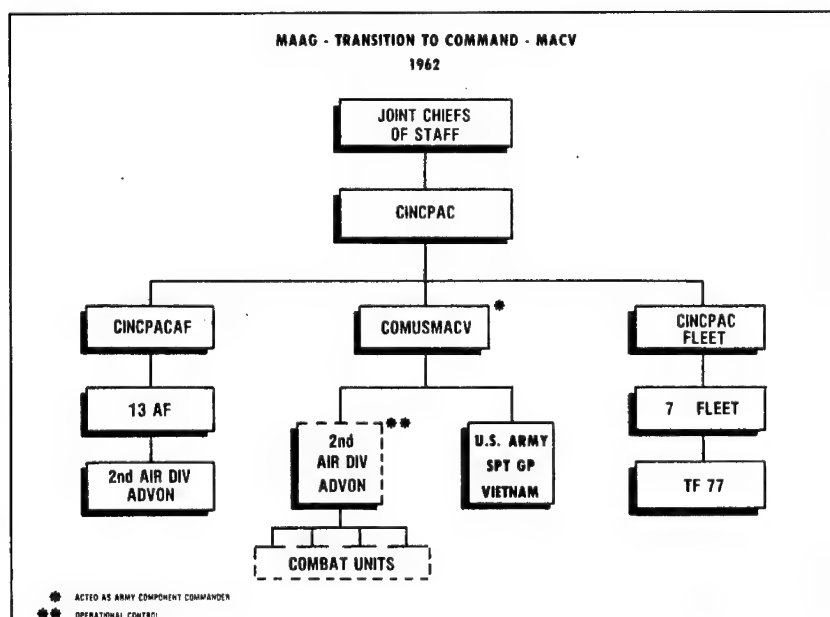 MAAG - TRANSITION TO COMMAND - MACV
1962
JOINT CHIEFS
OF STAFF
CINCPAC
CINCPACAF
COMUSMACV *
CINCPAC
FLEET
13 AF
2nd
AIR DIV
ADVON
**
U.S. ARMY
SPT GP
VIETNAM
7 FLEET
2nd AIR DIV
ADVON
TF 77
COMBAT UNITS
* ACTED AS ARMY COMPONENT COMMANDER
** OPERATIONAL CONTROL